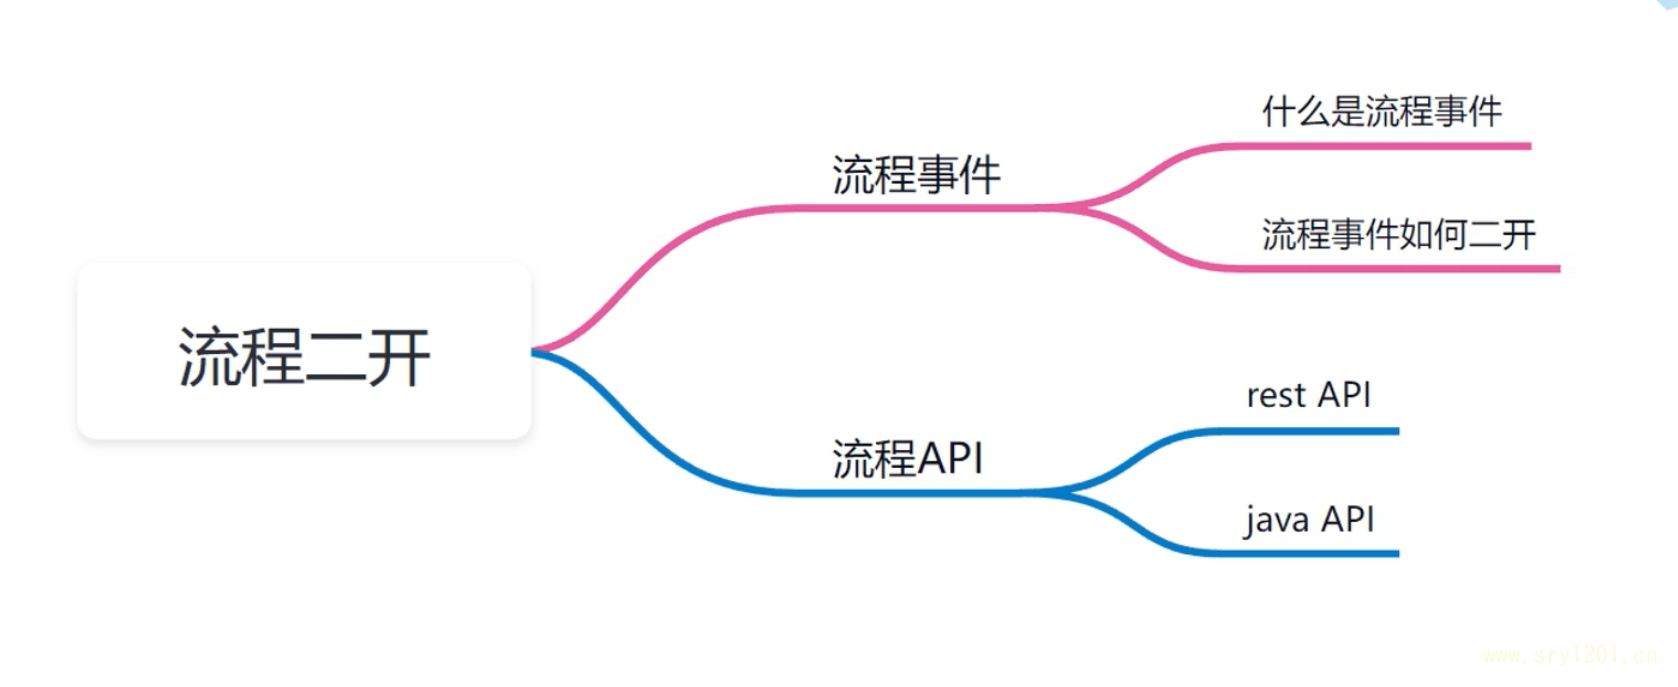 什么是流程事件
流程事件
流程事件如何二开
流程二开
rest API
流程API
java API
www.sry1201.cn